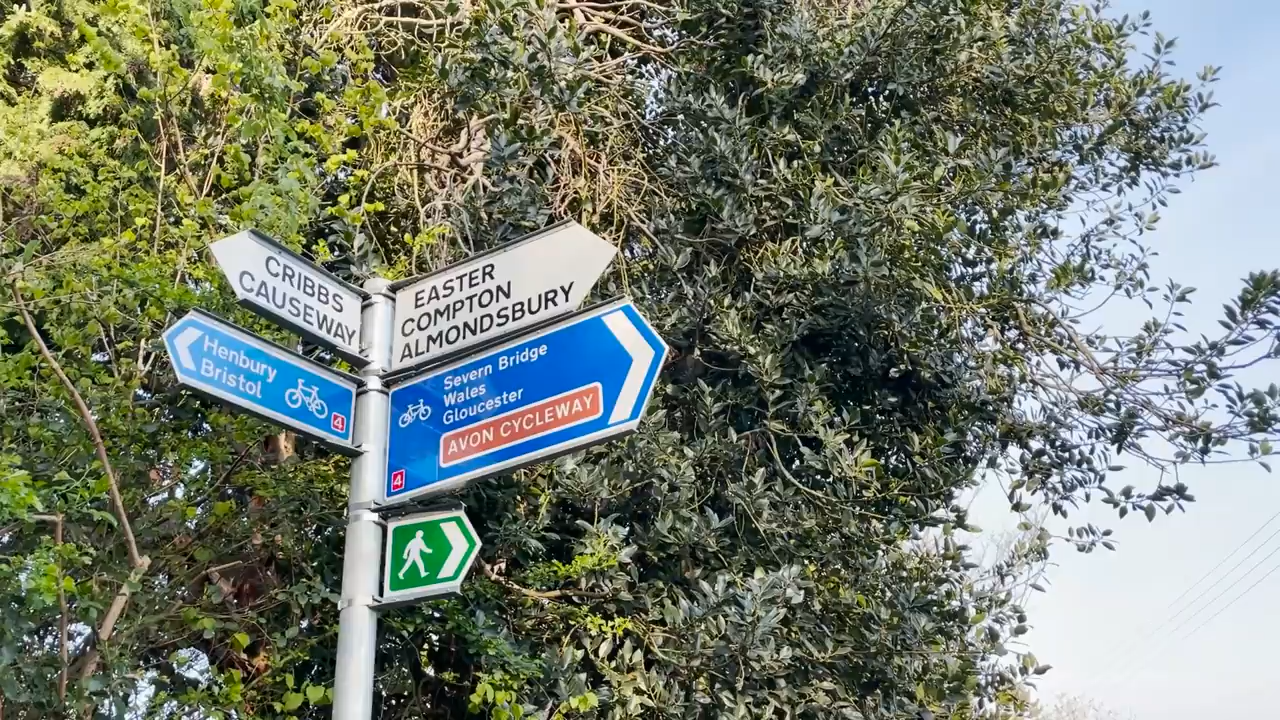 CRIBBS
CAUSEWAY
EASTER
COMPTON
ALMONDSBURY
Henbury
Bristol
4
Severn Bridge
Wales
Gloucester
AVON CYCLEWAY
4